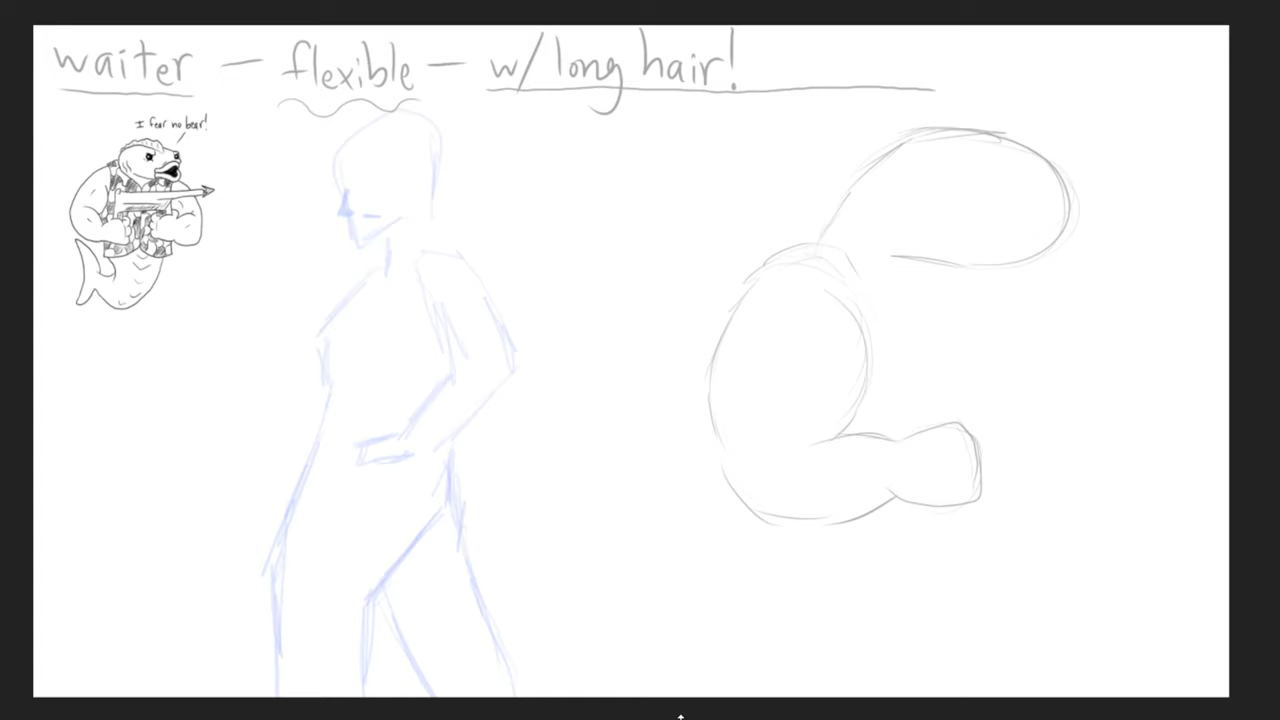 waiter — flexible — w/ long hair!
I fear no bear!